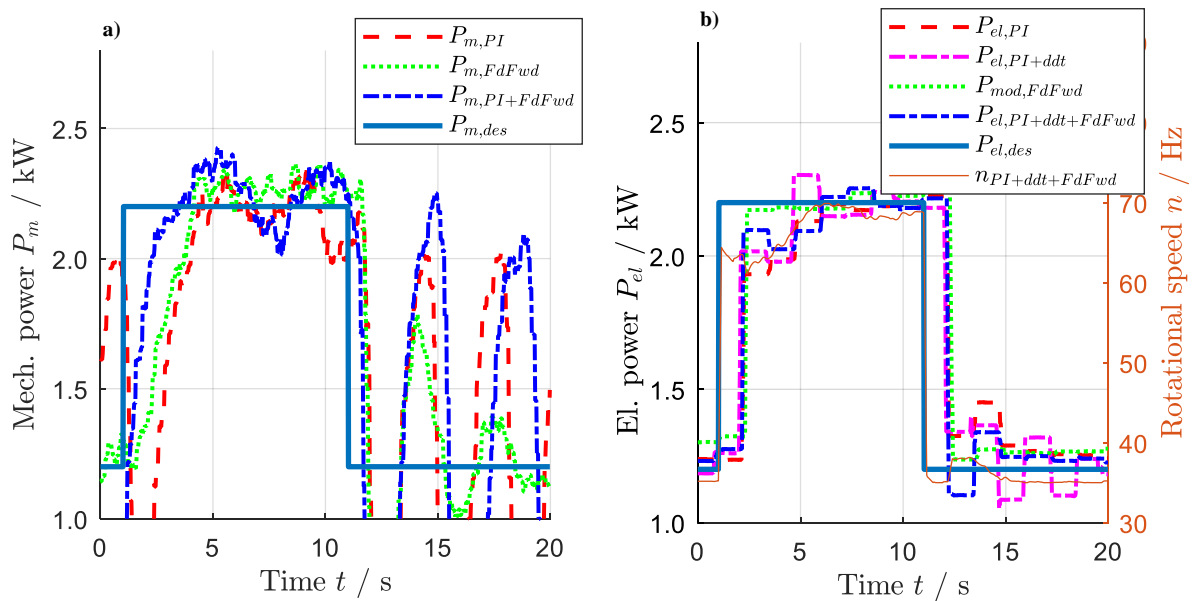 a)
P_{m,PI}
P_{m,FdFwd}
P_{m,PI+FdFwd}
P_{m,des}
Mech. power P_m / kW
2.5
2.0
1.5
1.0
0
5
10
15
20
Time t / s
b)
P_{el,PI}
P_{el,PI+ddt}
P_{mod,FdFwd}
P_{el,PI+ddt+FdFwd}
P_{el,des}
n_{PI+ddt+FdFwd}
El. power P_{el} / kW
2.5
2.0
1.5
1.0
0
5
10
15
20
Time t / s
70
60
50
40
30
Rotational speed n / Hz